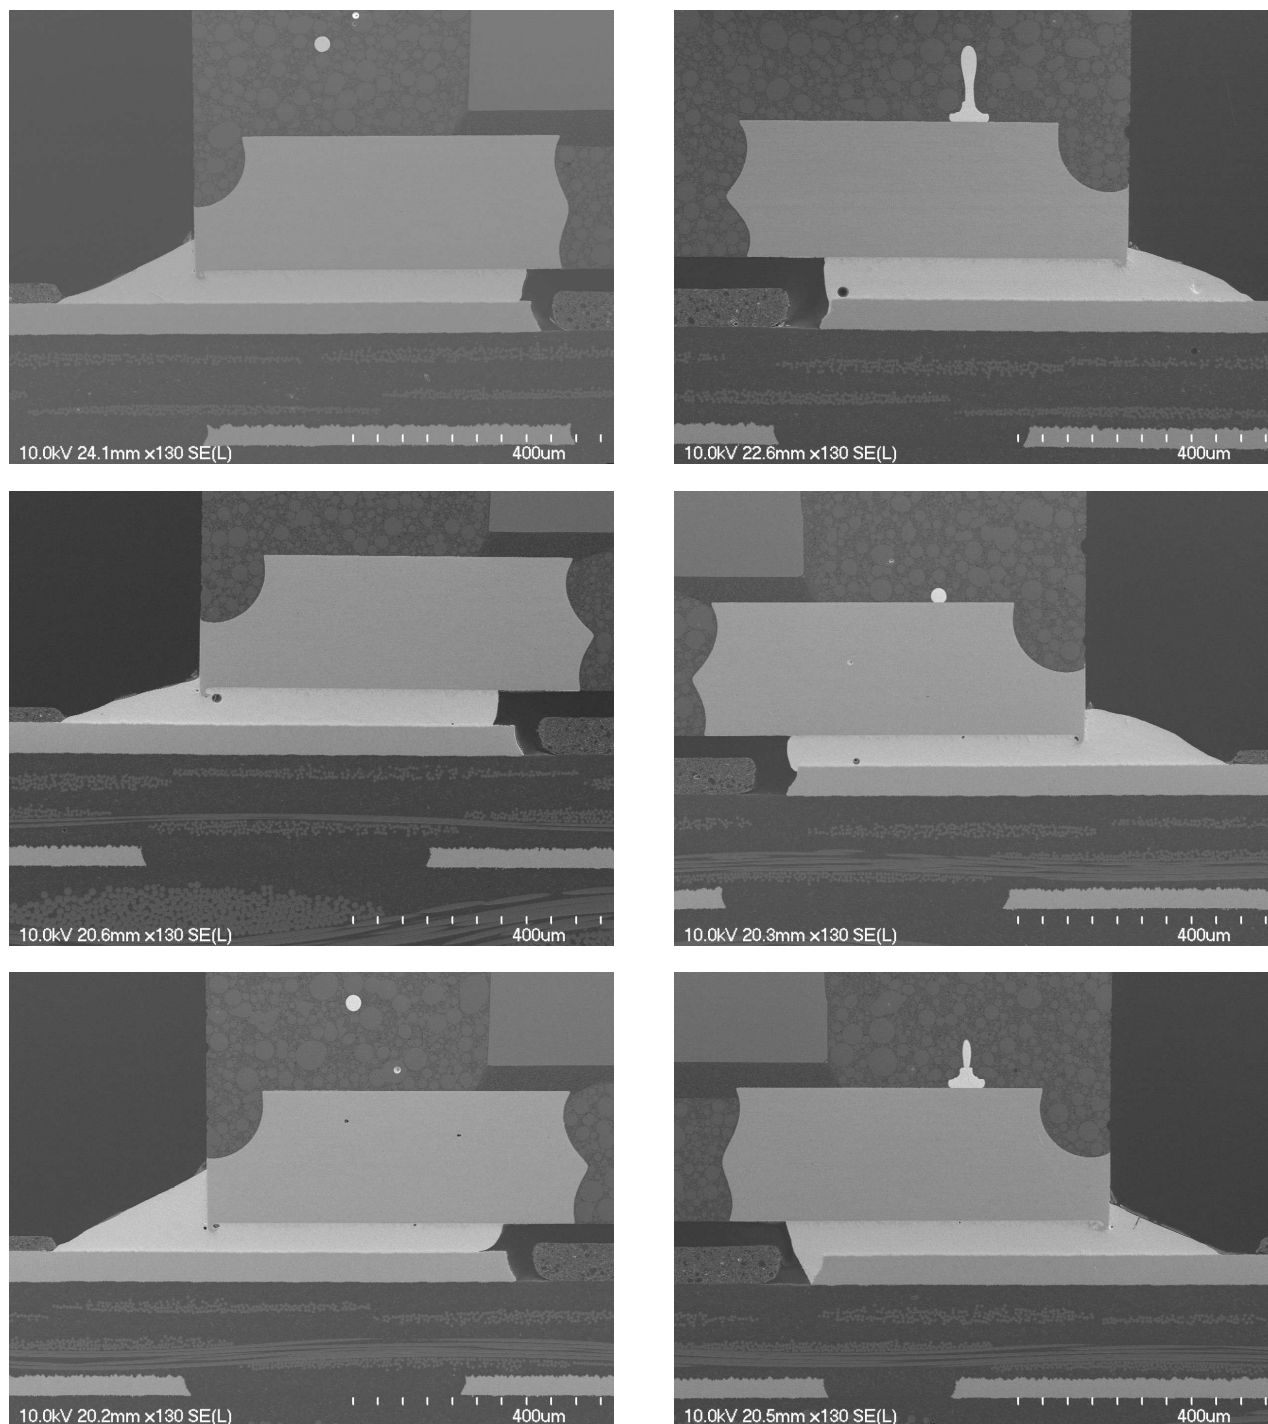 10.0kV 24.1mm x130 SE(L) 400um
10.0kV 22.6mm x130 SE(L) 400um
10.0kV 20.6mm x130 SE(L) 400um
10.0kV 20.3mm x130 SE(L) 400um
10.0kV 20.2mm x130 SE(L) 400um
10.0kV 20.5mm x130 SE(L) 400um